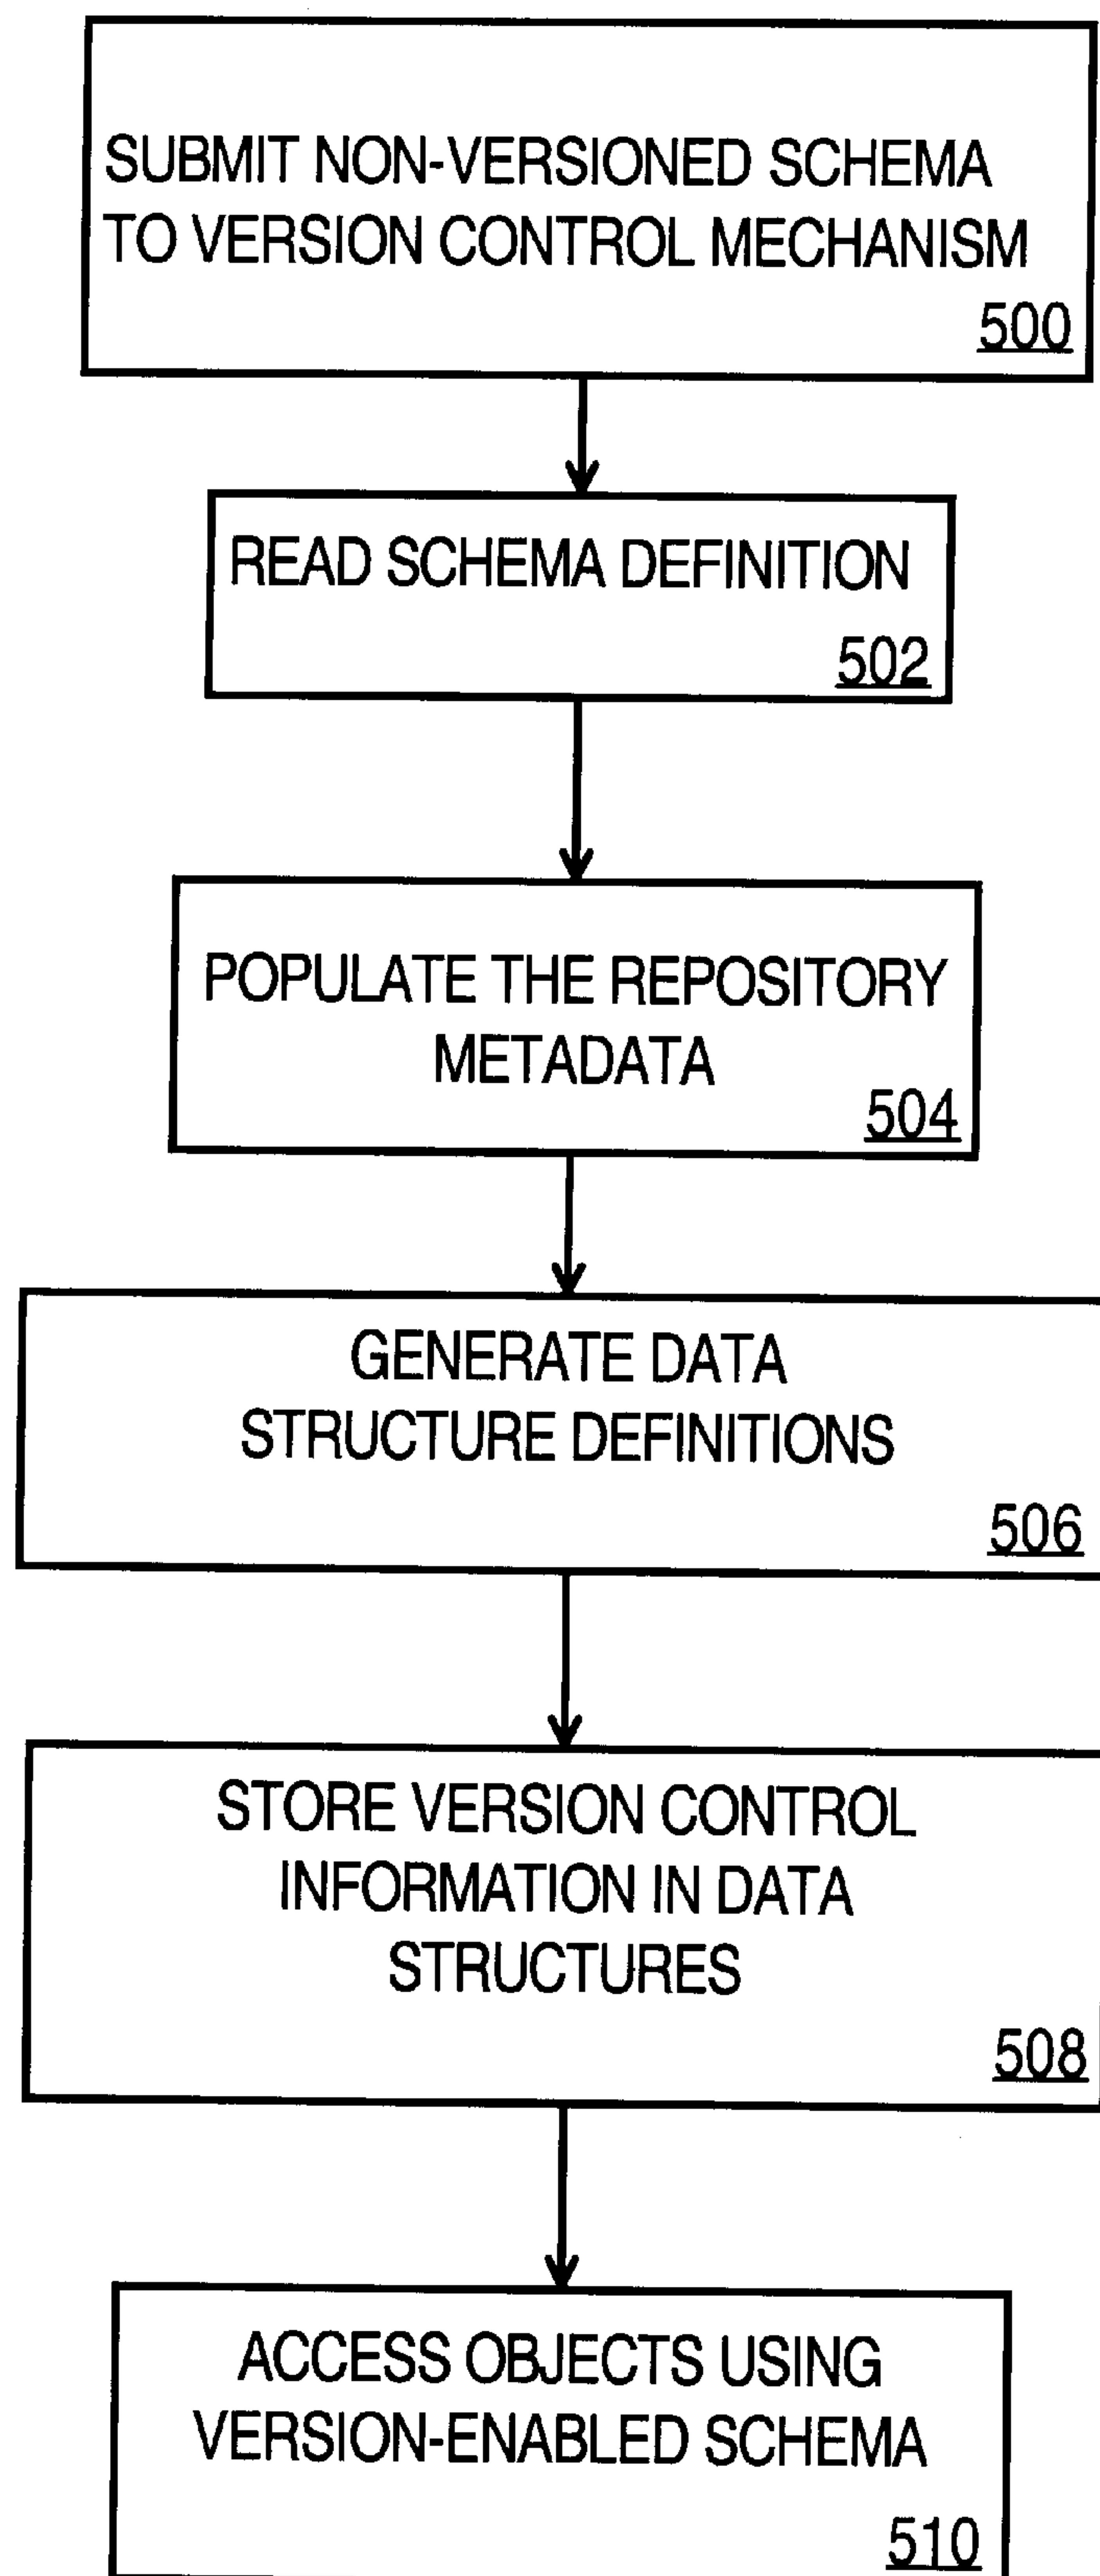 SUBMIT NON-VERSIONED SCHEMA
TO VERSION CONTROL MECHANISM
500
READ SCHEMA DEFINITION
502
POPULATE THE REPOSITORY
METADATA
504
GENERATE DATA
STRUCTURE DEFINITIONS
506
STORE VERSION CONTROL
INFORMATION IN DATA
STRUCTURES
508
ACCESS OBJECTS USING
VERSION-ENABLED SCHEMA
510